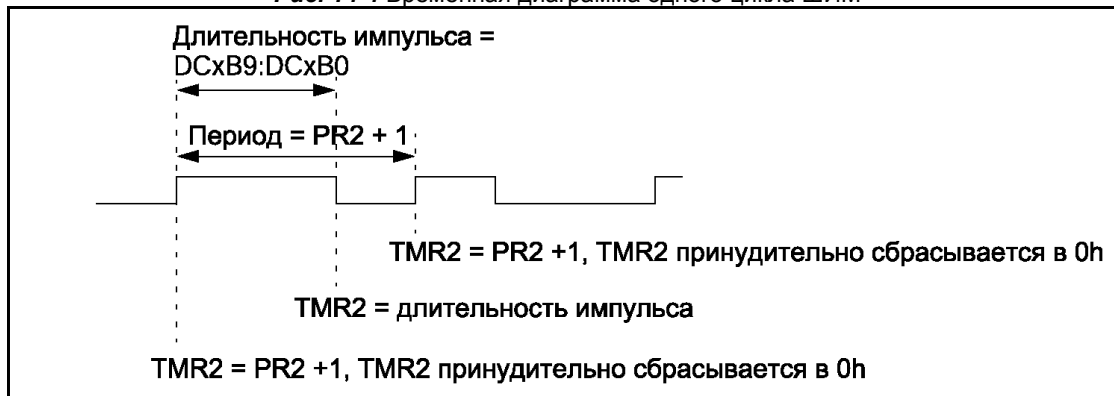 Длительность импульса =
DCxB9:DCxB0
Период = PR2 + 1
TMR2 = PR2 +1, TMR2 принудительно сбрасывается в 0h
TMR2 = длительность импульса
TMR2 = PR2 +1, TMR2 принудительно сбрасывается в 0h